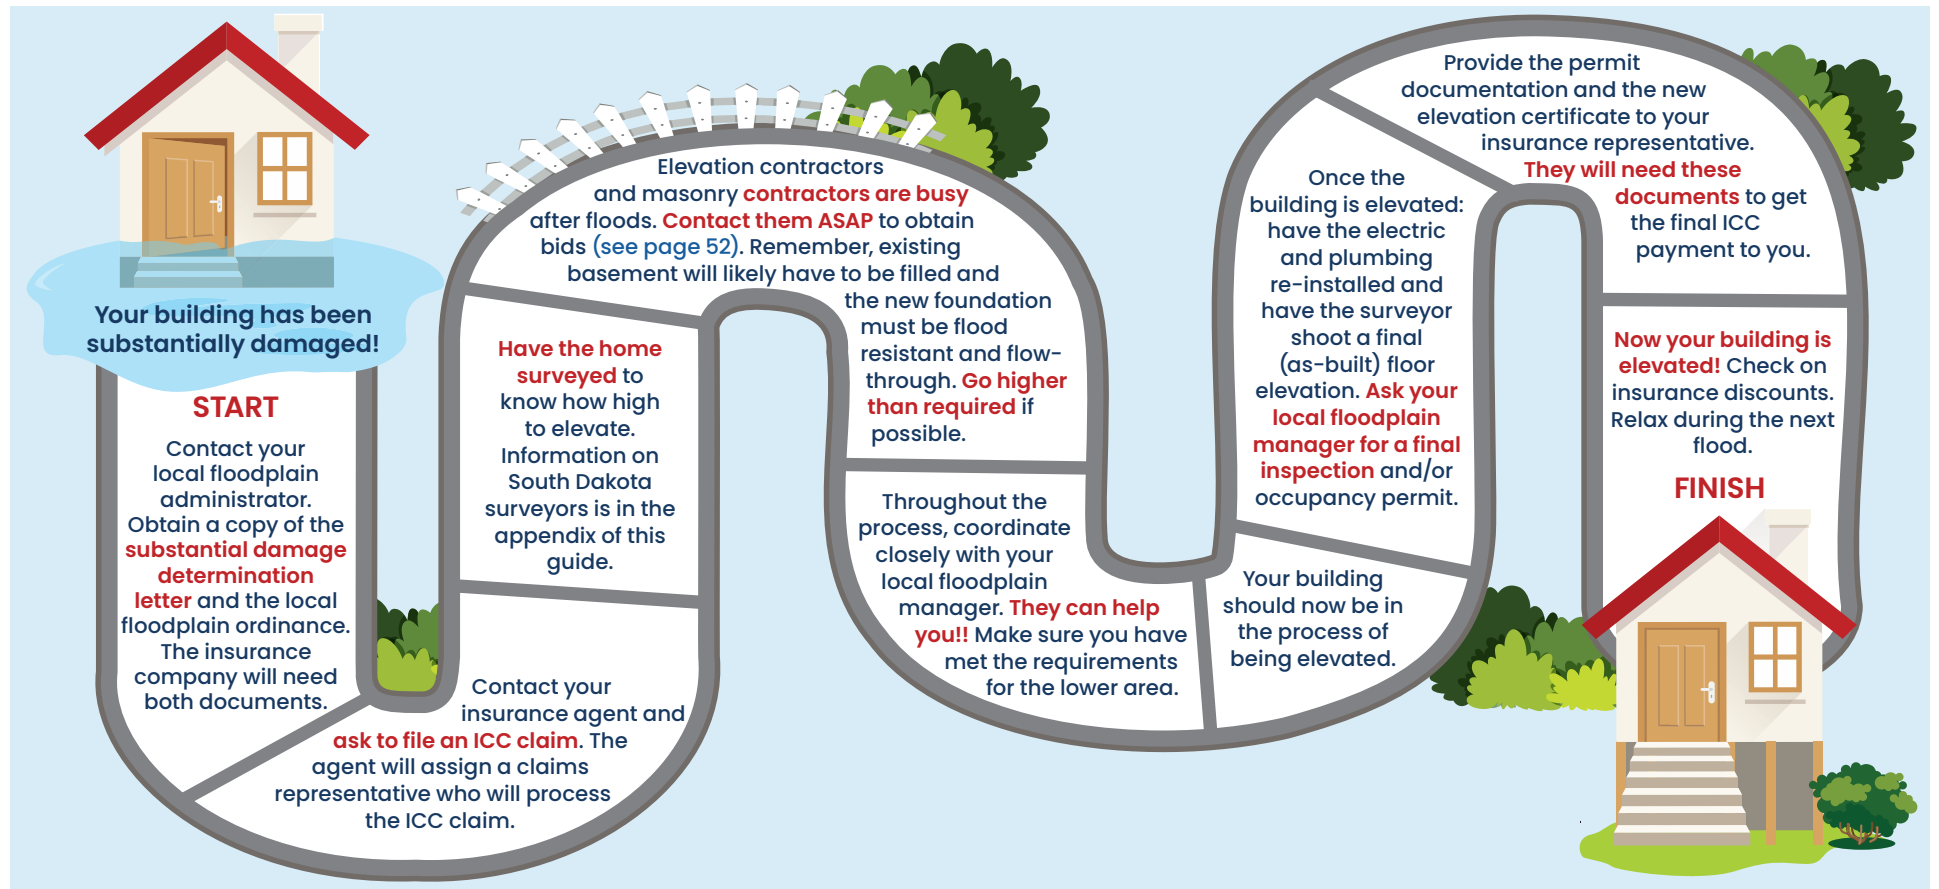 Your building has been
substantially damaged!
START
Contact your
local floodplain
administrator.
Obtain a copy of the
substantial damage
determination
letter and the local
floodplain ordinance.
The insurance
company will need
both documents.
Contact your
insurance agent and
ask to file an ICC claim. The
agent will assign a claims
representative who will process
the ICC claim.
Have the home
surveyed to
know how high
to elevate.
Information on
South Dakota
surveyors is in the
appendix of this
guide.
Elevation contractors
and masonry contractors are busy
after floods. Contact them ASAP to obtain
bids (see page 52). Remember, existing
basement will likely have to be filled and
the new foundation
must be flood
resistant and flow-
through. Go higher
than required if
possible.
Throughout the
process, coordinate
closely with your
local floodplain
manager. They can help
you!! Make sure you have
met the requirements
for the lower area.
Your building
should now be in
the process of
being elevated.
Once the
building is elevated:
have the electric
and plumbing
re-installed and
have the surveyor
shoot a final
(as-built) floor
elevation. Ask your
local floodplain
manager for a final
inspection and/or
occupancy permit.
Provide the permit
documentation and the new
elevation certificate to your
insurance representative.
They will need these
documents to get
the final ICC
payment to you.
Now your building is
elevated! Check on
insurance discounts.
Relax during the next
flood.
FINISH